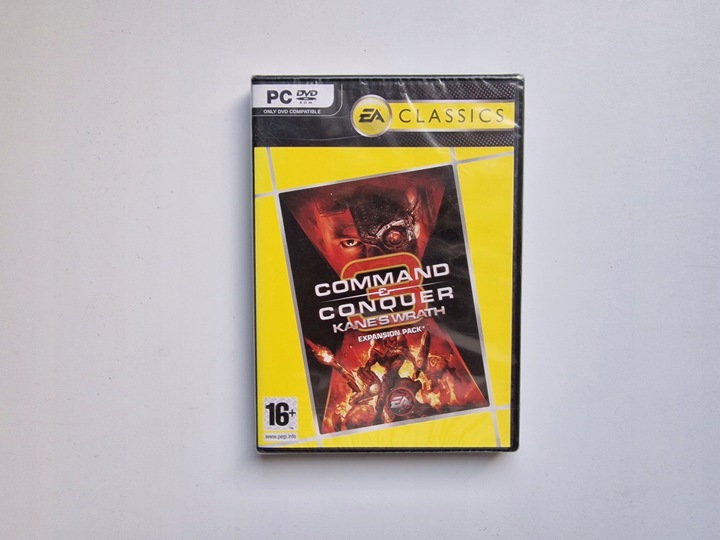 PC DVD
ROM
ONLY DVD COMPATIBLE
EA CLASSICS
3
COMMAND
&
CONQUER
KANE'S WRATH
EXPANSION PACK*
EA
16+
www.pegi.info